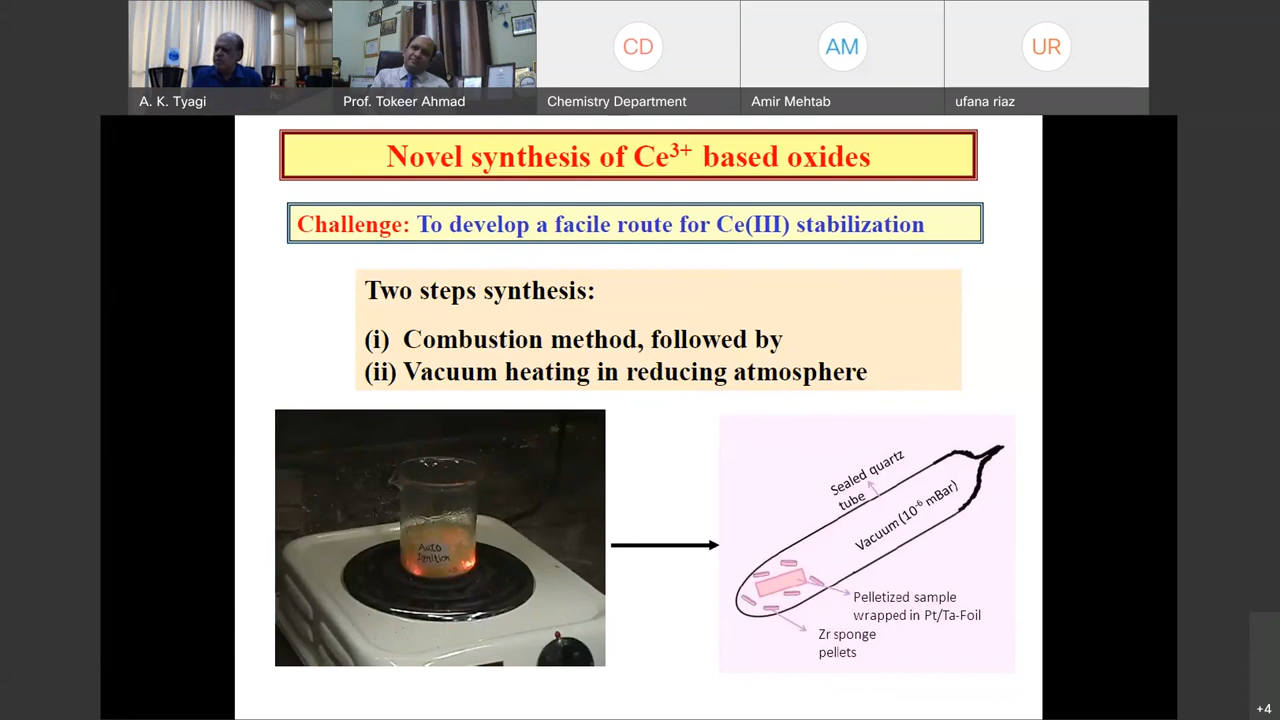 CD
AM
UR
A. K. Tyagi
Prof. Tokeer Ahmad
Chemistry Department
Amir Mehtab
ufana riaz
Novel synthesis of Ce³⁺ based oxides
Challenge: To develop a facile route for Ce(III) stabilization
Two steps synthesis:
(i) Combustion method, followed by
(ii) Vacuum heating in reducing atmosphere
Auto
Ignition
Sealed quartz
tube
Vacuum (10⁻⁶ mBar)
Pelletized sample
wrapped in Pt/Ta-Foil
Zr sponge
pellets
+4